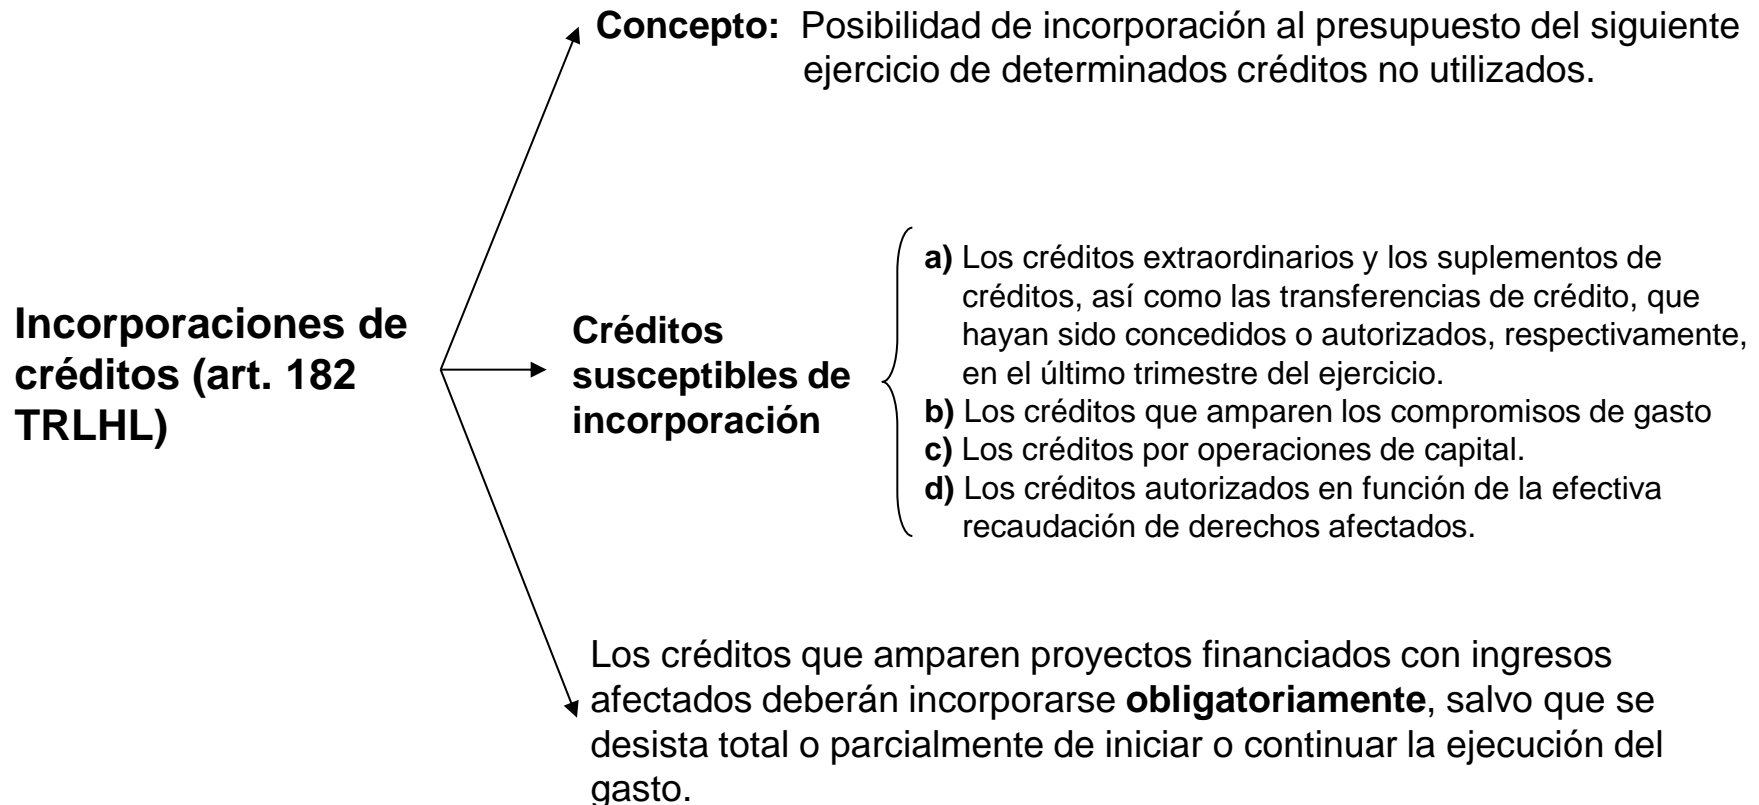 Concepto: Posibilidad de incorporación al presupuesto del siguiente
ejercicio de determinados créditos no utilizados.
Incorporaciones de
créditos (art. 182
TRLHL)
Créditos
susceptibles de
incorporación
a) Los créditos extraordinarios y los suplementos de
créditos, así como las transferencias de crédito, que
hayan sido concedidos o autorizados, respectivamente,
en el último trimestre del ejercicio.
b) Los créditos que amparen los compromisos de gasto
c) Los créditos por operaciones de capital.
d) Los créditos autorizados en función de la efectiva
recaudación de derechos afectados.
Los créditos que amparen proyectos financiados con ingresos
afectados deberán incorporarse obligatoriamente, salvo que se
desista total o parcialmente de iniciar o continuar la ejecución del
gasto.